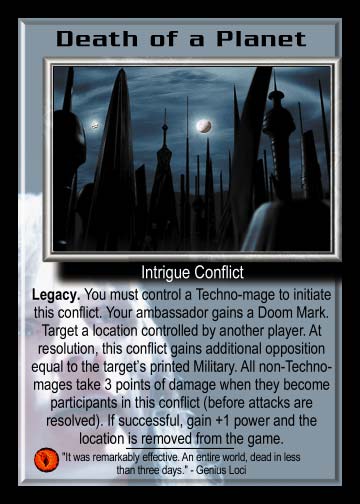 Death of a Planet
Intrigue Conflict
Legacy. You must control a Techno-mage to initiate
this conflict. Your ambassador gains a Doom Mark.
Target a location controlled by another player. At
resolution, this conflict gains additional opposition
equal to the target's printed Military. All non-Techno-
mages take 3 points of damage when they become
participants in this conflict (before attacks are
resolved). If successful, gain +1 power and the
location is removed from the game.
"It was remarkably effective. An entire world, dead in less
than three days." - Genius Loci